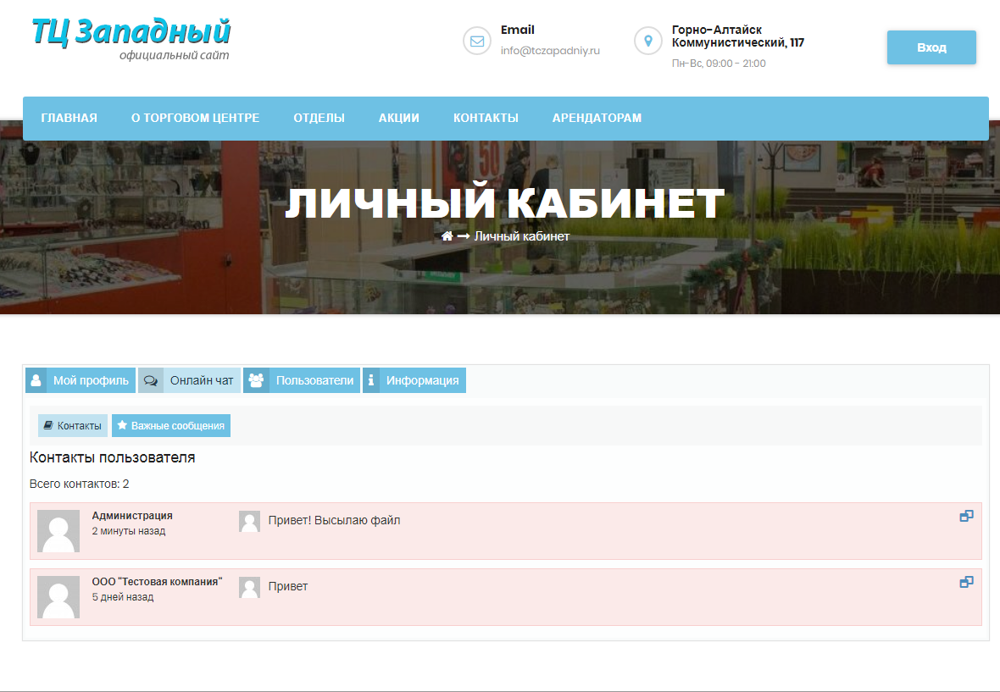 ТЦ Западный
официальный сайт
Email
info@tczapadniy.ru
Горно-Алтайск
Коммунистический, 117
Пн-Вс, 09:00 - 21:00
Вход
ГЛАВНАЯ О ТОРГОВОМ ЦЕНТРЕ ОТДЕЛЫ АКЦИИ КОНТАКТЫ АРЕНДАТОРАМ
50
ЛИЧНЫЙ КАБИНЕТ
Личный кабинет
Мой профиль Онлайн чат Пользователи Информация
Контакты Важные сообщения
Контакты пользователя
Всего контактов: 2
Администрация
2 минуты назад
Привет! Высылаю файл
ООО "Тестовая компания"
5 дней назад
Привет